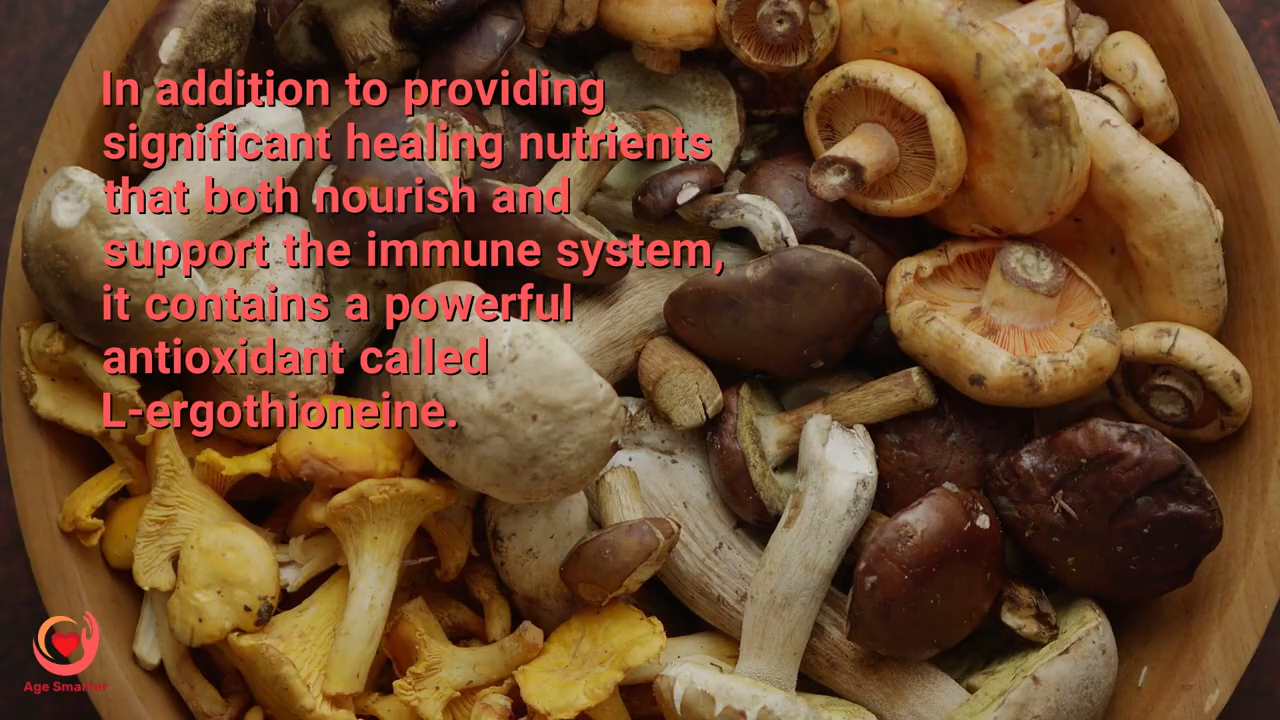 In addition to providing
significant healing nutrients
that both nourish and
support the immune system,
it contains a powerful
antioxidant called
L-ergothioneine.
Age Smarter